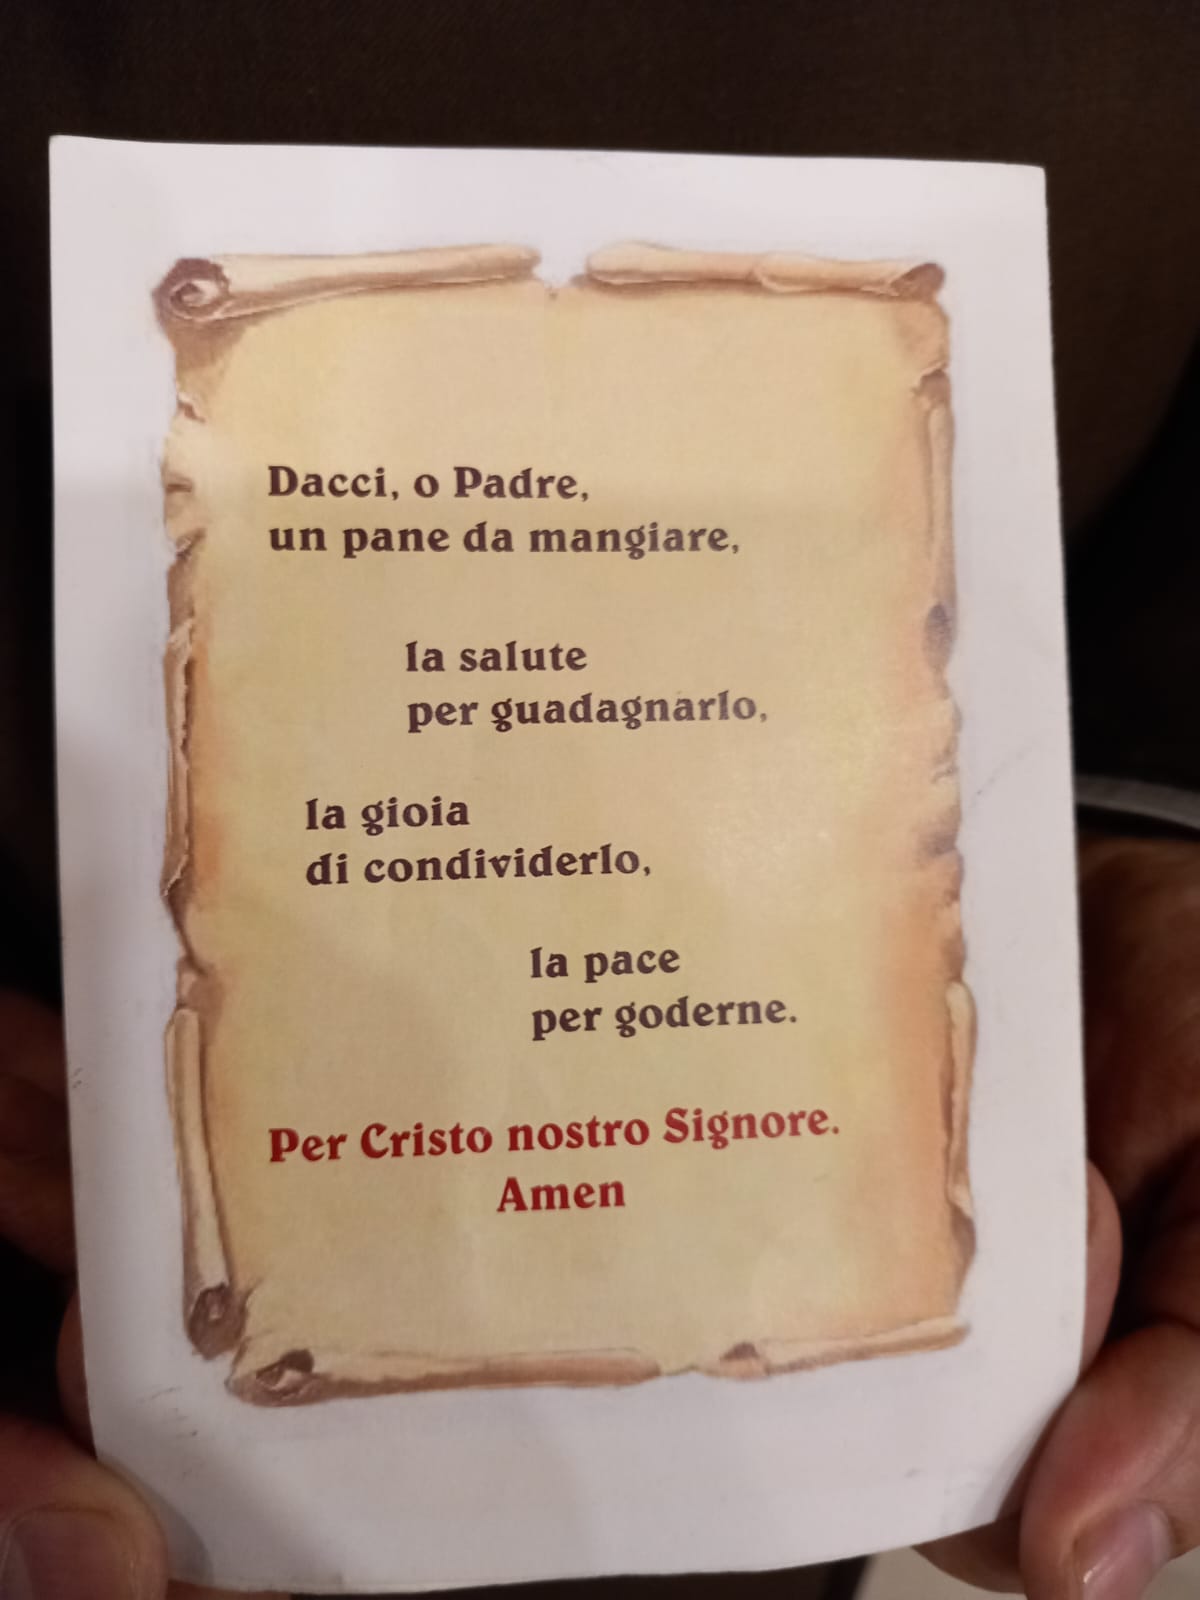 Dacci, o Padre,
un pane da mangiare,
la salute
per guadagnarlo,
la gioia
di condividerlo,
la pace
per goderne.
Per Cristo nostro Signore.
Amen